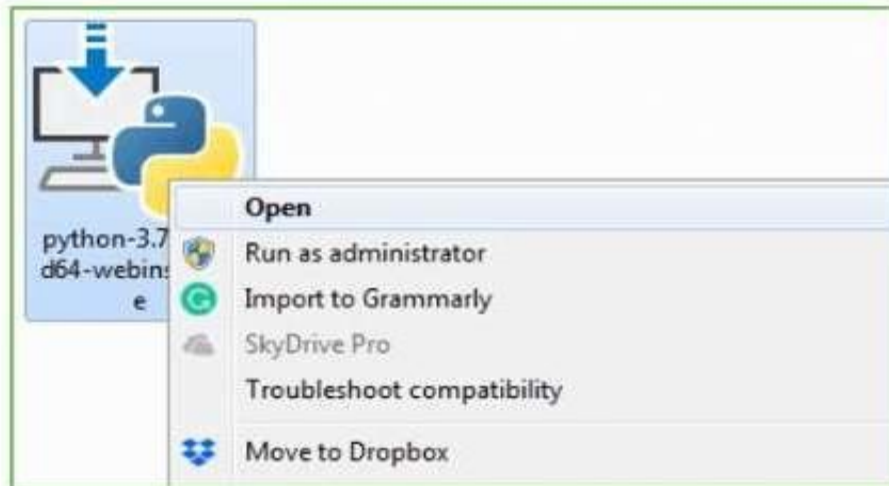 python-3.7
d64-webins
e
Open
Run as administrator
Import to Grammarly
SkyDrive Pro
Troubleshoot compatibility
Move to Dropbox